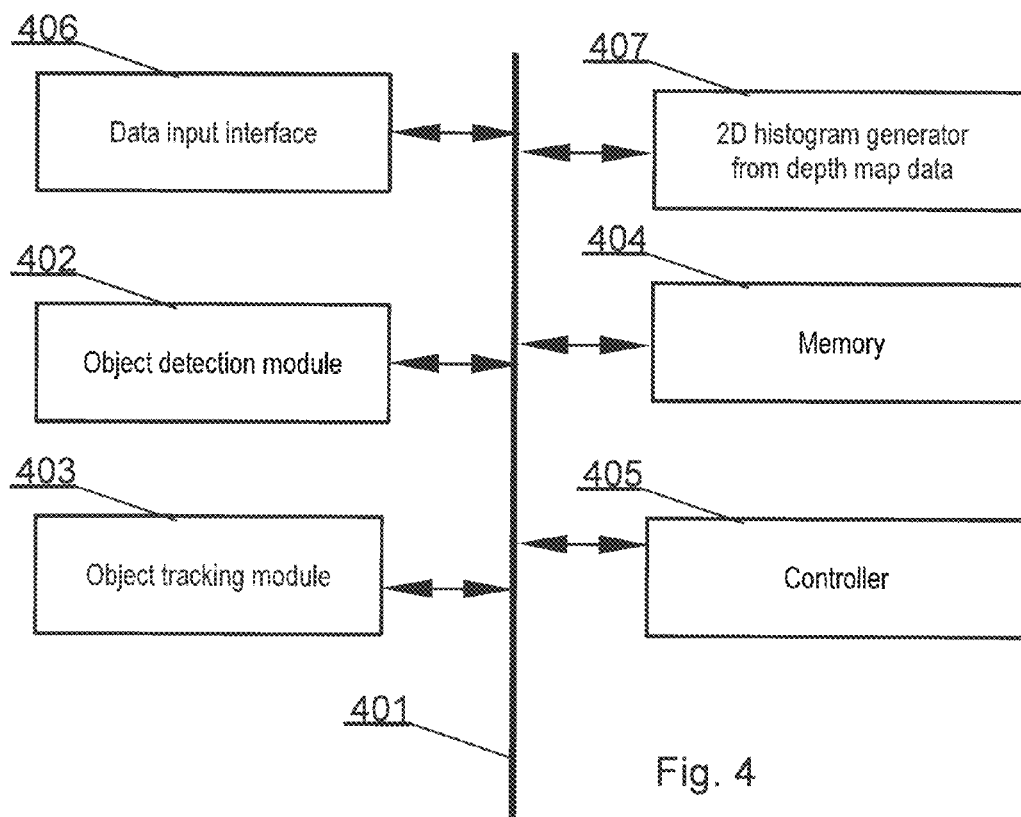 406
Data input interface
407
2D histogram generator
from depth map data
402
Object detection module
404
Memory
403
Object tracking module
405
Controller
401
Fig. 4